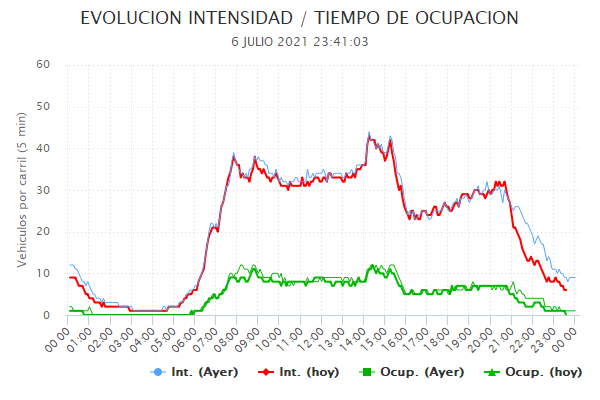 EVOLUCION INTENSIDAD / TIEMPO DE OCUPACION
6 JULIO 2021 23:41:03
Vehiculos por carril (5 min)
60
50
40
30
20
10
0
00:00 01:00 02:00 03:00 04:00 05:00 06:00 07:00 08:00 09:00 10:00 11:00 12:00 13:00 14:00 15:00 16:00 17:00 18:00 19:00 20:00 21:00 22:00 23:00 00:00
Int. (Ayer) Int. (hoy) Ocup. (Ayer) Ocup. (hoy)